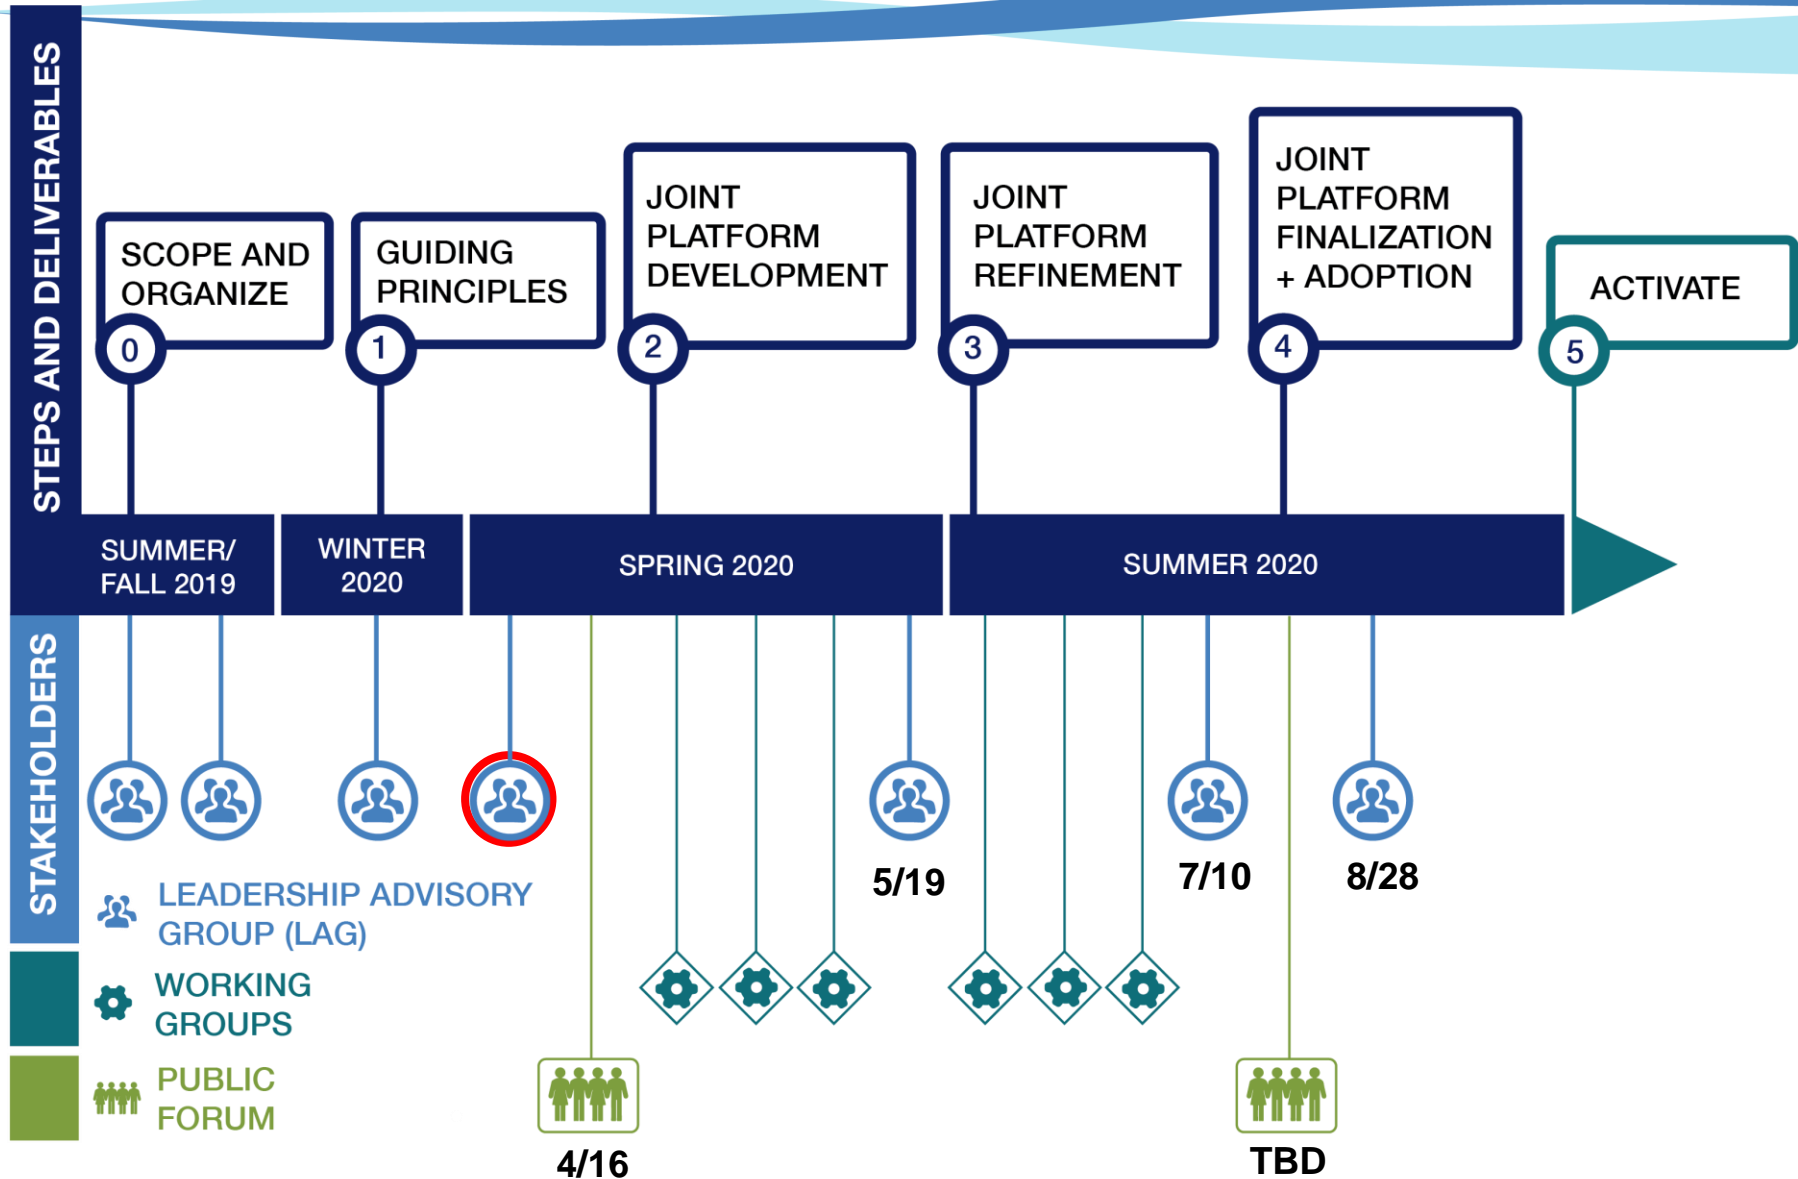 STEPS AND DELIVERABLES
SCOPE AND
ORGANIZE
0
GUIDING
PRINCIPLES
1
JOINT
PLATFORM
DEVELOPMENT
2
JOINT
PLATFORM
REFINEMENT
3
JOINT
PLATFORM
FINALIZATION
+ ADOPTION
4
ACTIVATE
5
SUMMER/
FALL 2019
WINTER
2020
SPRING 2020
SUMMER 2020
STAKEHOLDERS
5/19
7/10
8/28
LEADERSHIP ADVISORY
GROUP (LAG)
WORKING
GROUPS
PUBLIC
FORUM
4/16
TBD